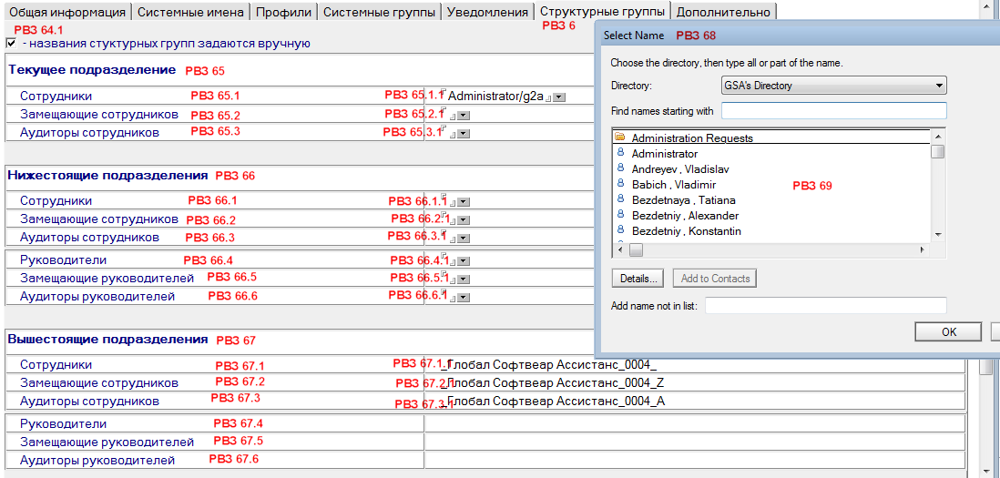 Общая информация Системные имена Профили Системные группы Уведомления Структурные группы Дополнительно
РВЗ 64.1 РВЗ 6
- названия стуктурных групп задаются вручную
Текущее подразделение РВЗ 65
Сотрудники РВЗ 65.1 РВЗ 65.1.1 Administrator/g2a
Замещающие сотрудников РВЗ 65.2 РВЗ 65.2.1
Аудиторы сотрудников РВЗ 65.3 РВЗ 65.3.1
Нижестоящие подразделения РВЗ 66
Сотрудники РВЗ 66.1 РВЗ 66.1.1
Замещающие сотрудников РВЗ 66.2 РВЗ 66.2.1
Аудиторы сотрудников РВЗ 66.3 РВЗ 66.3.1
Руководители РВЗ 66.4 РВЗ 66.4.1
Замещающие руководителей РВЗ 66.5 РВЗ 66.5.1
Аудиторы руководителей РВЗ 66.6 РВЗ 66.6.1
Вышестоящие подразделения РВЗ 67
Сотрудники РВЗ 67.1 РВЗ 67.1.1 _Глобал Софтвеар Ассистанс_0004_
Замещающие сотрудников РВЗ 67.2 РВЗ 67.2.1 _Глобал Софтвеар Ассистанс_0004_Z
Аудиторы сотрудников РВЗ 67.3 РВЗ 67.3.1 _Глобал Софтвеар Ассистанс_0004_A
Руководители РВЗ 67.4
Замещающие руководителей РВЗ 67.5
Аудиторы руководителей РВЗ 67.6
Select Name РВЗ 68
Choose the directory, then type all or part of the name.
Directory: GSA's Directory
Find names starting with
Administration Requests
Administrator
Andreyev , Vladislav
Babich , Vladimir РВЗ 69
Bezdetnaya , Tatiana
Bezdetniy , Alexander
Bezdetniy , Konstantin
Details... Add to Contacts
Add name not in list:
OK